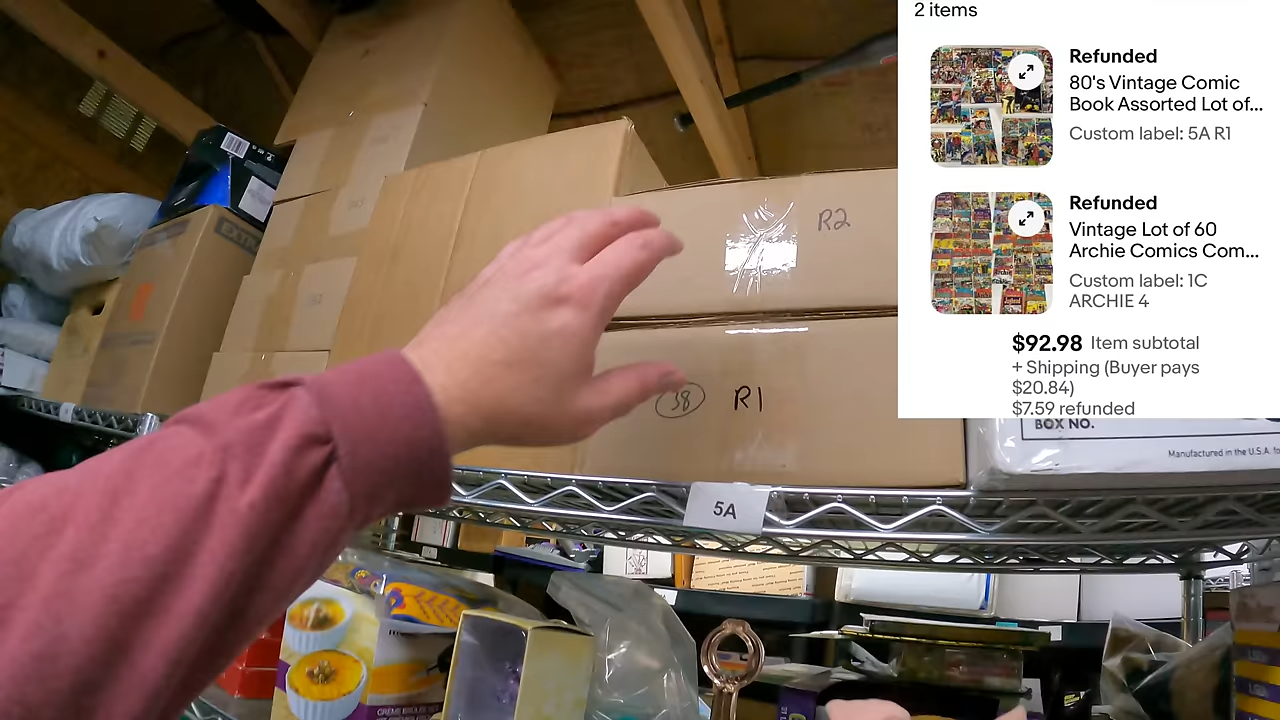 2 items
Refunded
80's Vintage Comic
Book Assorted Lot of...
Custom label: 5A R1
Refunded
Vintage Lot of 60
Archie Comics Com...
Custom label: 1C
ARCHIE 4
$92.98 Item subtotal
+ Shipping (Buyer pays
$20.84)
$7.59 refunded
R2
38 R1
BOX NO.
Manufactured in the U.S.A. fo
5A